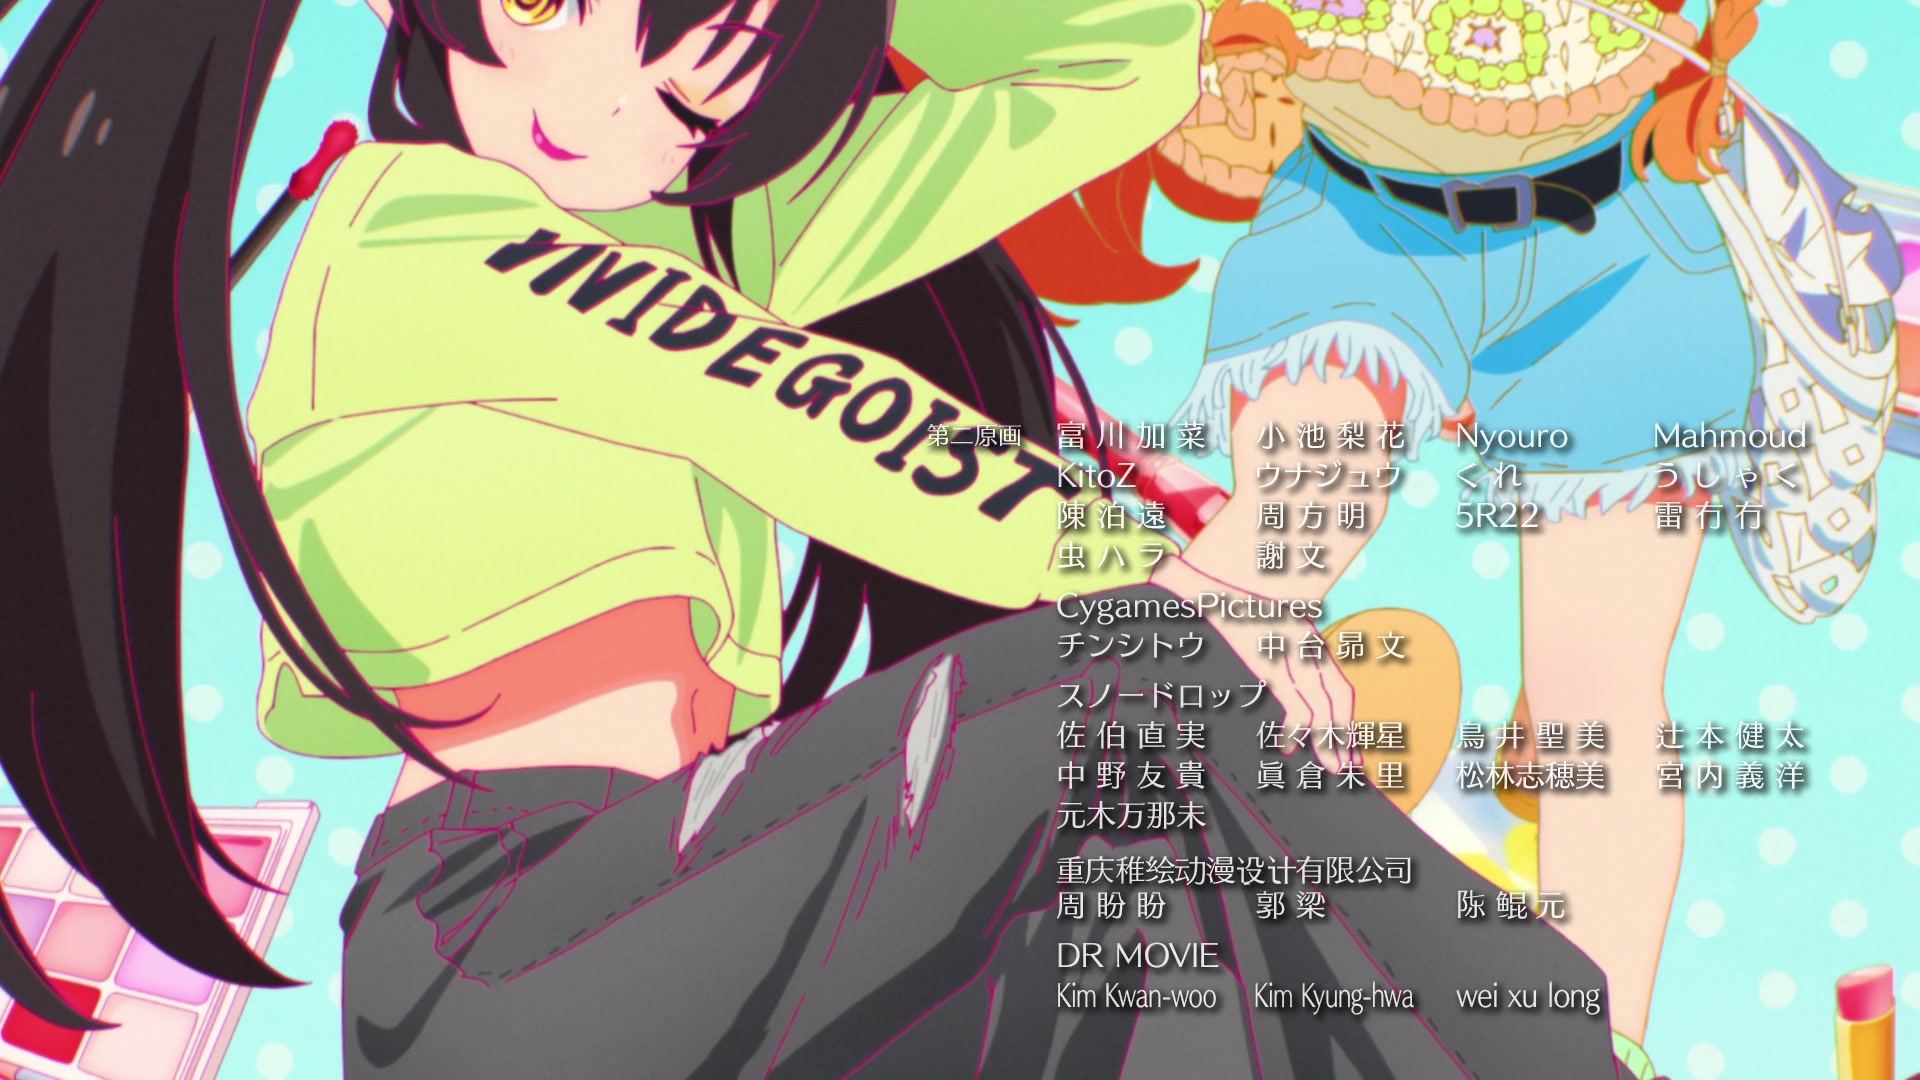 VIVIDEGOIST
第二原画 富川加菜 小池梨花 Nyouro Mahmoud
KitoZ ウナジュウ くれ うしゃく
陳泊遠 周方明 5R22 雷冇冇
虫ハラ 謝文
CygamesPictures
チンシトウ 中台昴文
スノードロップ
佐伯直実 佐々木輝星 鳥井聖美 辻本健太
中野友貴 眞倉朱里 松林志穂美 宮内義洋
元木万那未
重庆稚绘动漫设计有限公司
周盼盼 郭梁 陈鲲元
DR MOVIE
Kim Kwan-woo Kim Kyung-hwa wei xu long